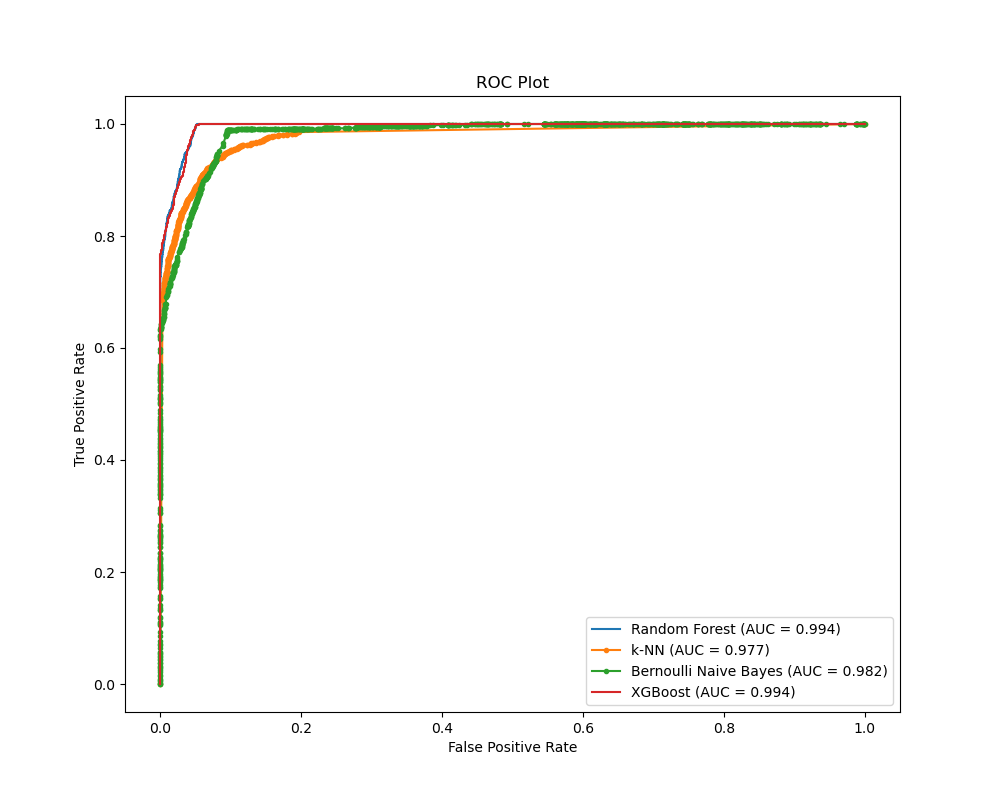 ROC Plot
True Positive Rate
1.0
0.8
0.6
0.4
0.2
0.0
Random Forest (AUC = 0.994)
k-NN (AUC = 0.977)
Bernoulli Naive Bayes (AUC = 0.982)
XGBoost (AUC = 0.994)
0.0 0.2 0.4 0.6 0.8 1.0
False Positive Rate